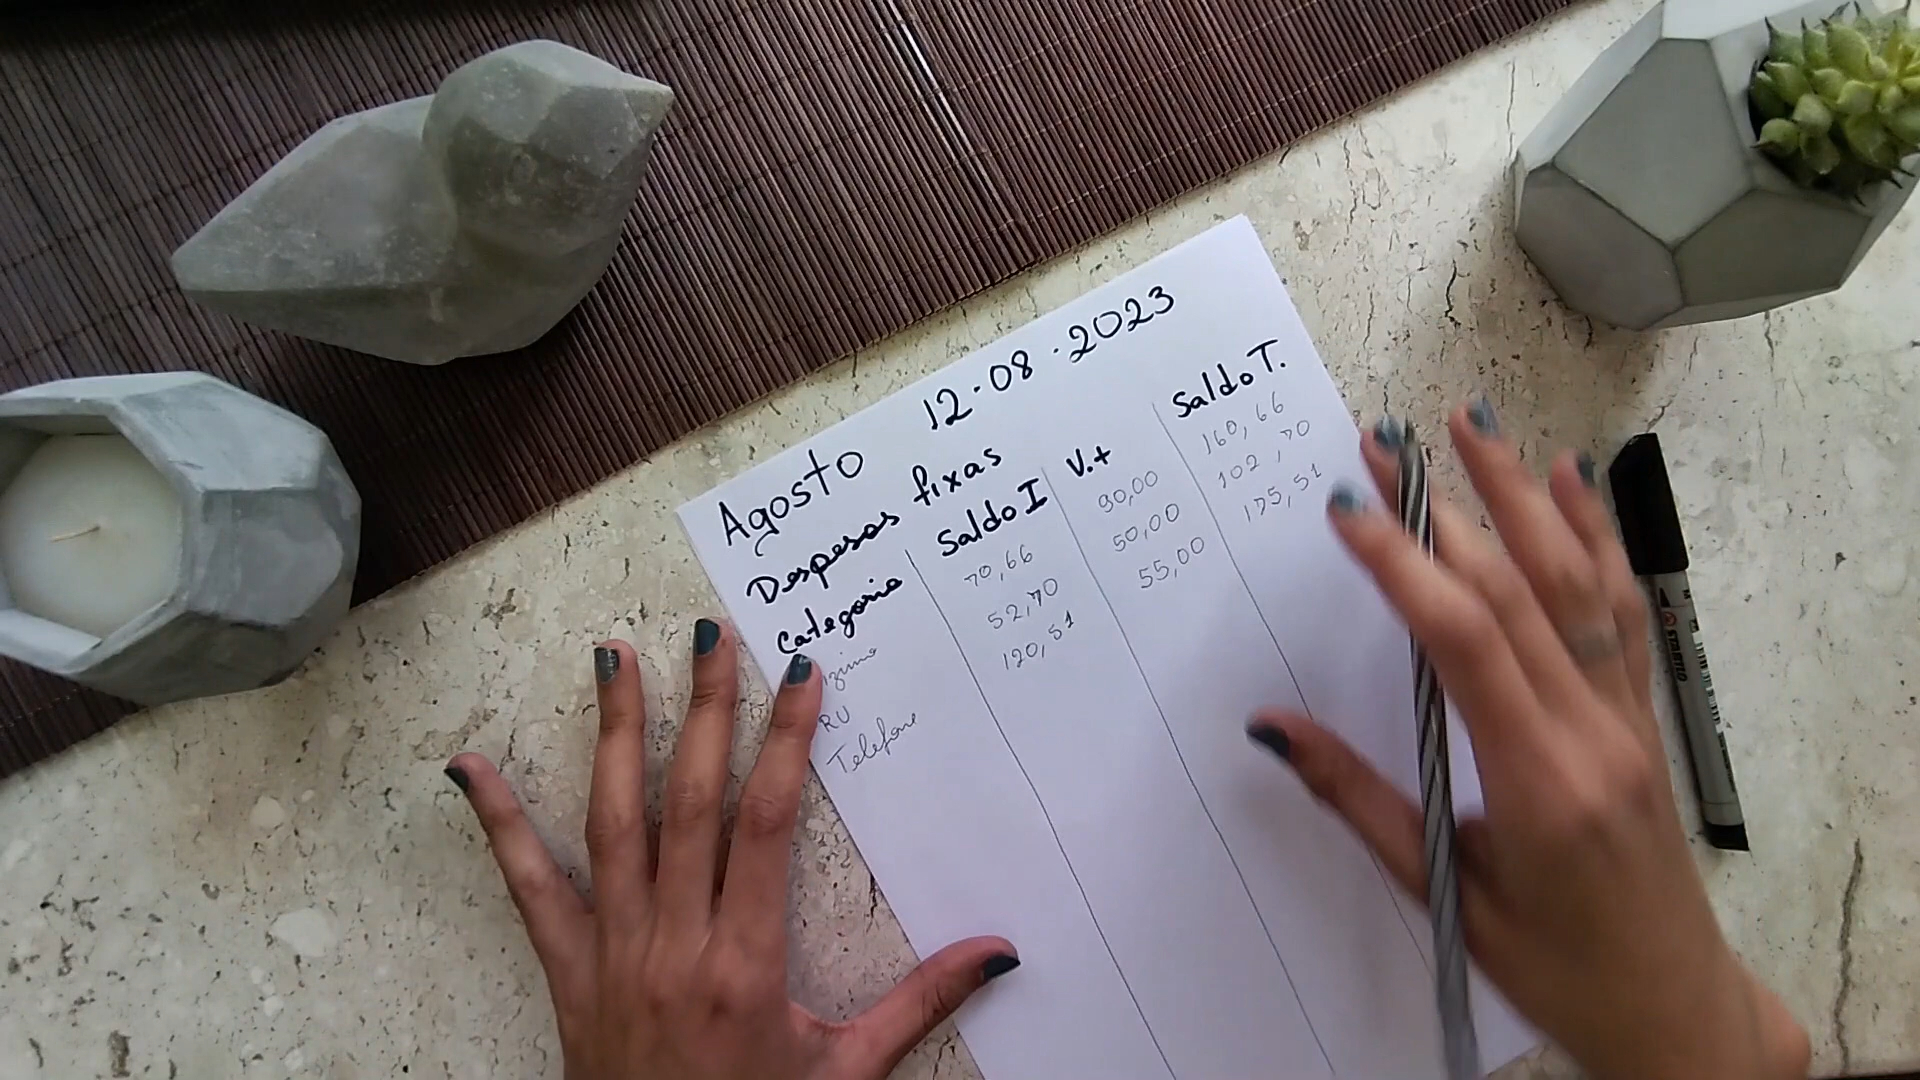 Agosto 12.08.2023
Despesas fixas
Categoria Saldo I V.+ Saldo T.
70,66 90,00 160,66
RU 52,70 50,00 102,70
Telefone 120,51 55,00 175,51
STABILO